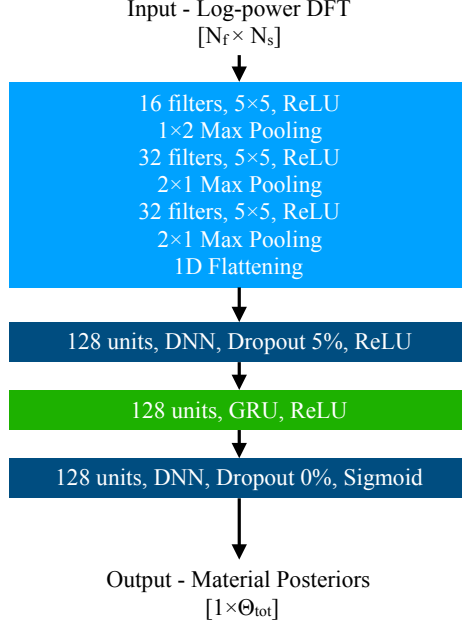 Input - Log-power DFT
[N_f × N_s]
16 filters, 5×5, ReLU
1×2 Max Pooling
32 filters, 5×5, ReLU
2×1 Max Pooling
32 filters, 5×5, ReLU
2×1 Max Pooling
1D Flattening
128 units, DNN, Dropout 5%, ReLU
128 units, GRU, ReLU
128 units, DNN, Dropout 0%, Sigmoid
Output - Material Posteriors
[1×Θ_tot]